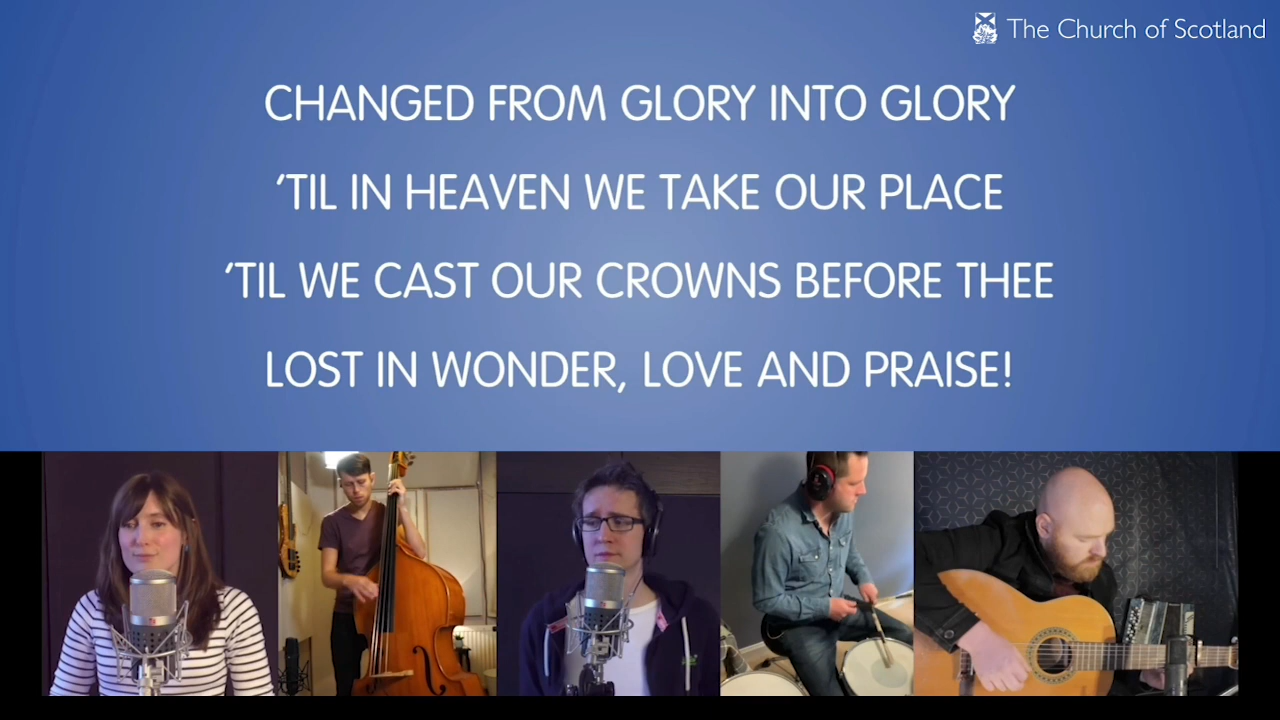 The Church of Scotland
CHANGED FROM GLORY INTO GLORY
‘TIL IN HEAVEN WE TAKE OUR PLACE
‘TIL WE CAST OUR CROWNS BEFORE THEE
LOST IN WONDER, LOVE AND PRAISE!